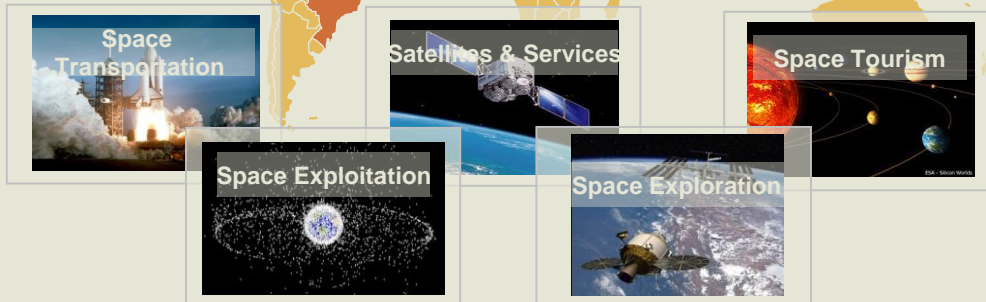 Space
Transportation
Satellites & Services
Space Tourism
Space Exploitation
Space Exploration
ESA - Silicon Worlds